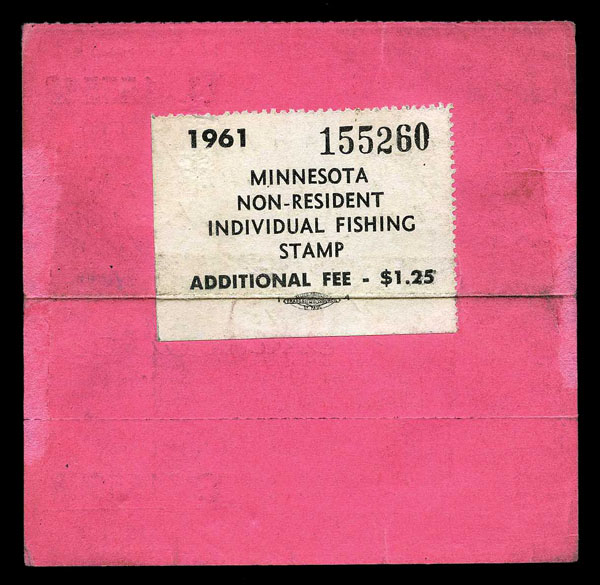 1961 155260
MINNESOTA
NON-RESIDENT
INDIVIDUAL FISHING
STAMP
ADDITIONAL FEE - $1.25